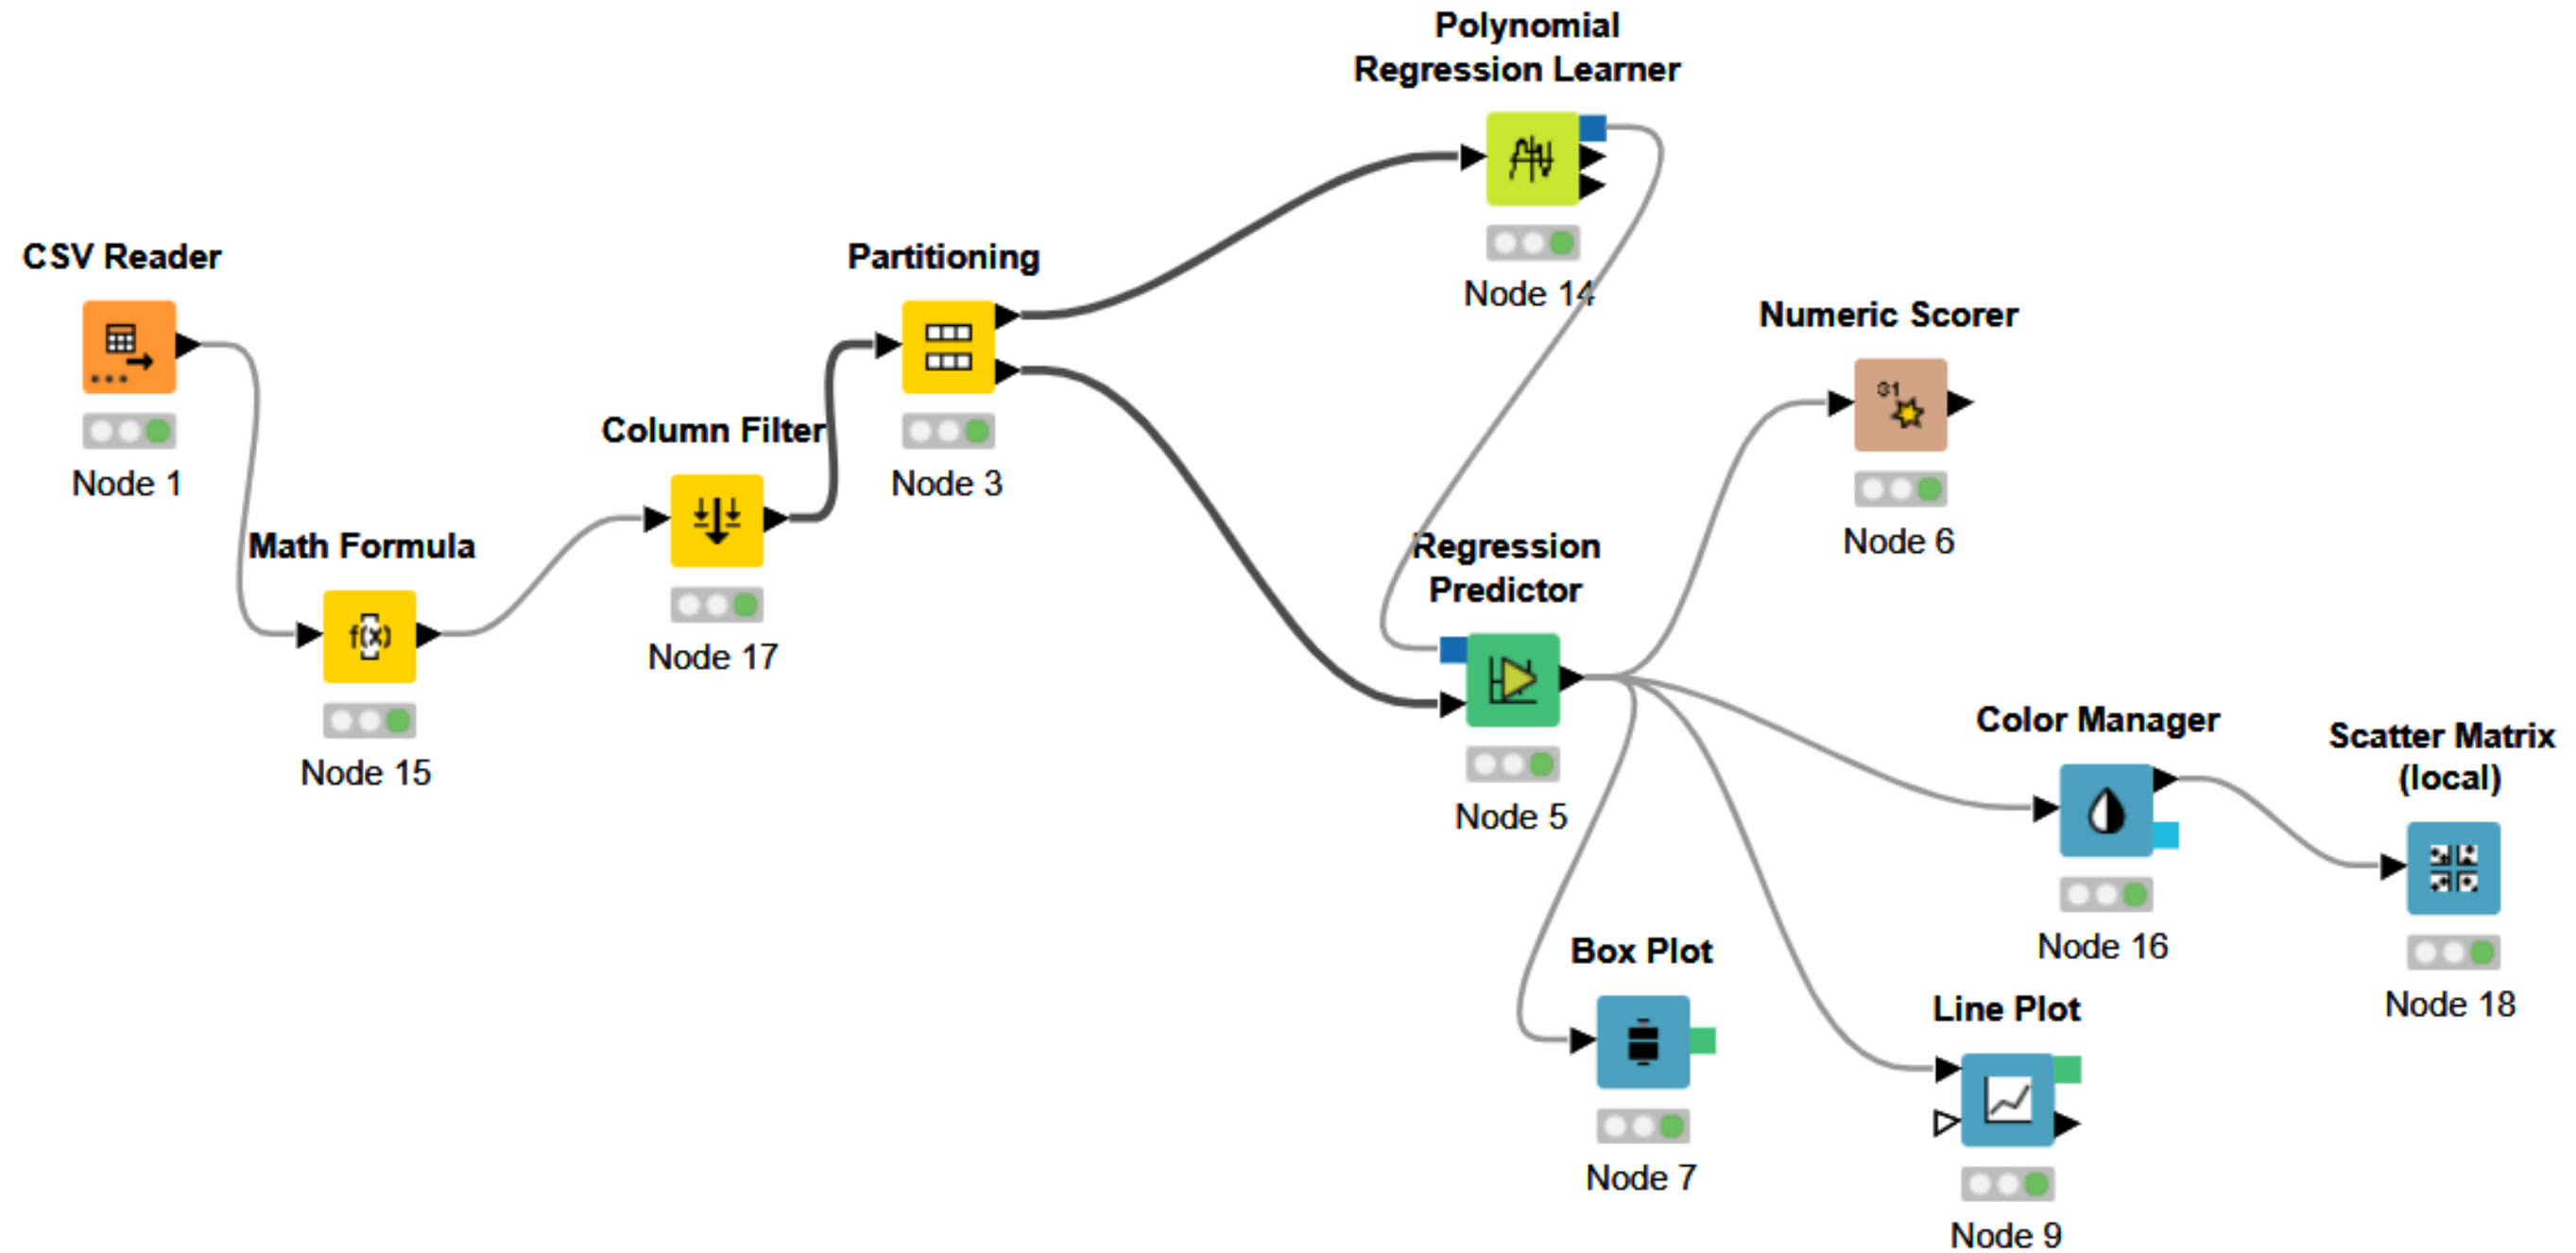 Polynomial
Regression Learner
Node 14
CSV Reader
Node 1
Partitioning
Node 3
Numeric Scorer
Node 6
Column Filter
Node 17
Math Formula
f(x)
Node 15
Regression
Predictor
Node 5
Color Manager
Node 16
Scatter Matrix
(local)
Node 18
Box Plot
Node 7
Line Plot
Node 9